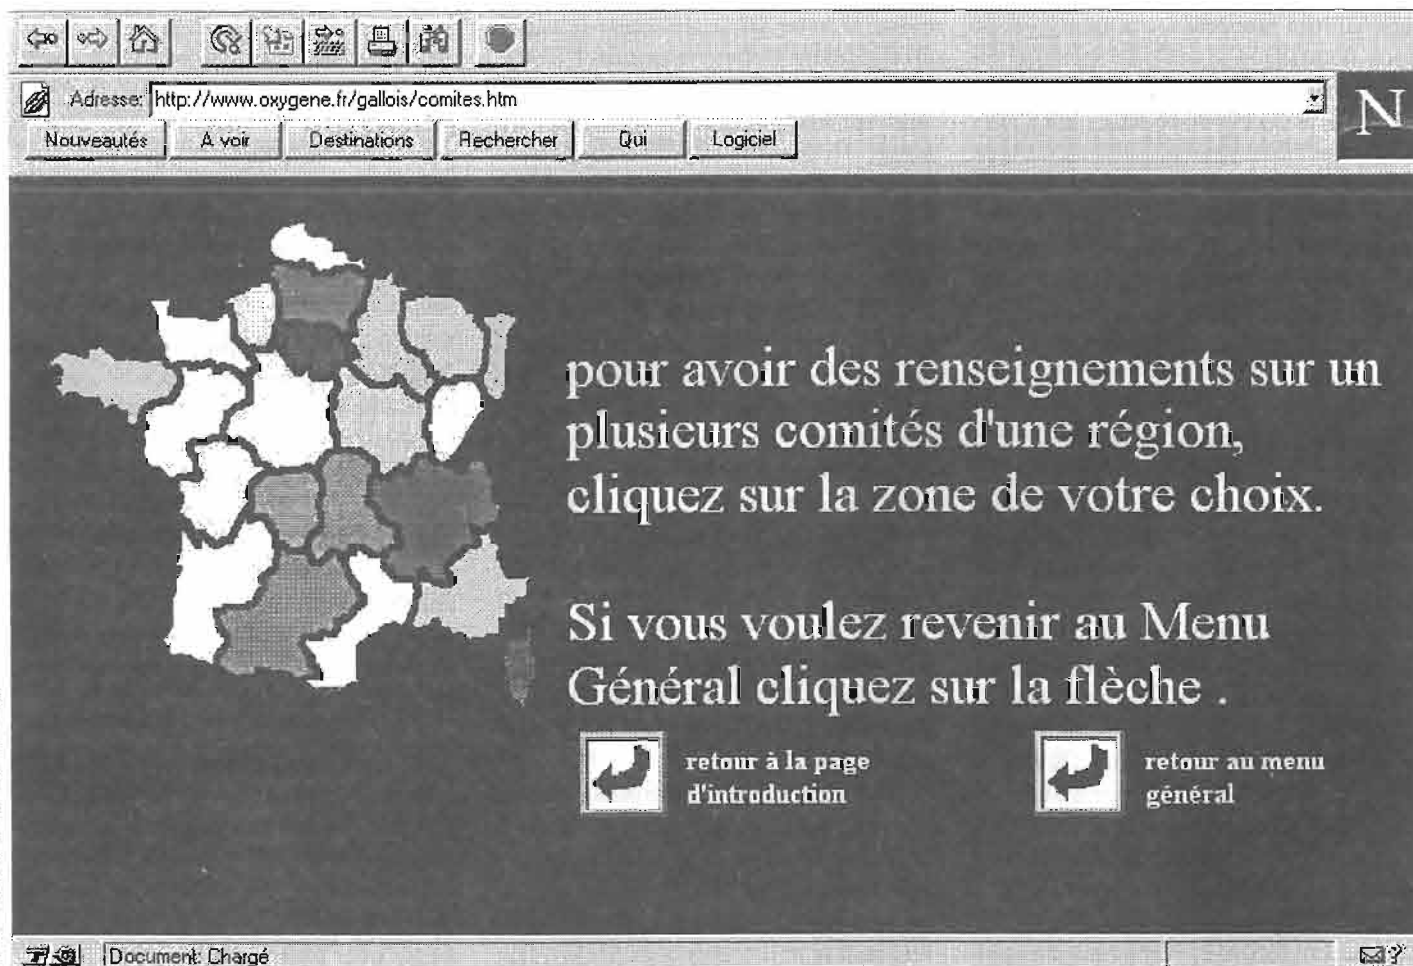 Adresse: http://www.oxygene.fr/gallois/comites.htm
N
Nouveautés A voir Destinations Rechercher Qui Logiciel
pour avoir des renseignements sur un
plusieurs comités d'une région,
cliquez sur la zone de votre choix.
Si vous voulez revenir au Menu
Général cliquez sur la flèche .
retour à la page
d'introduction
retour au menu
général
Document: Chargé